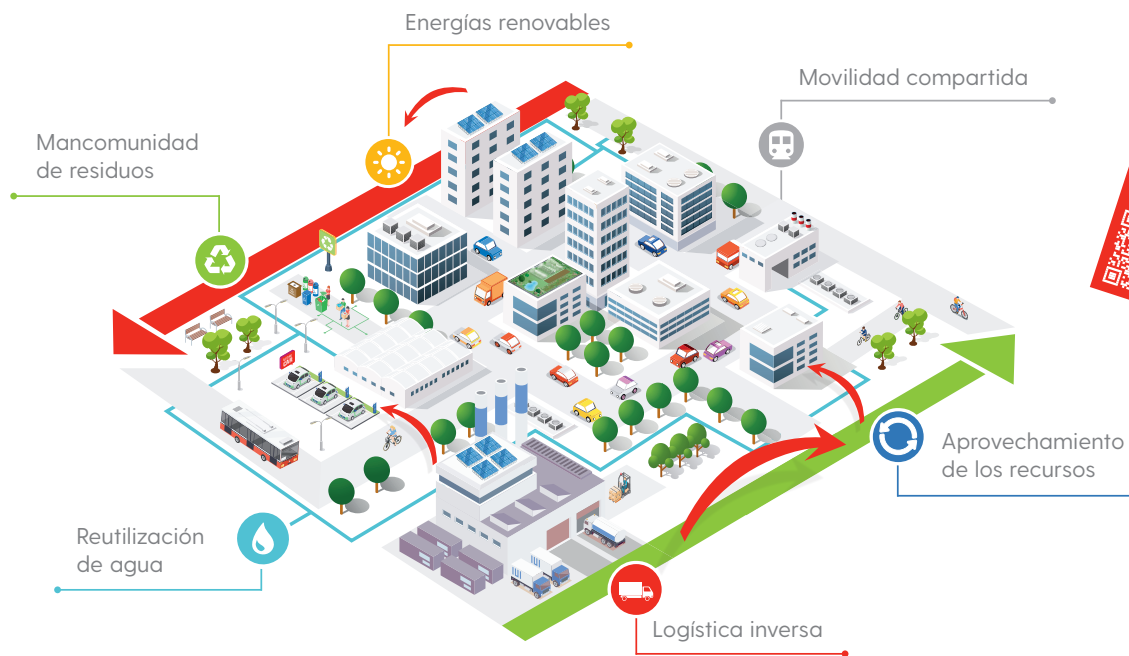 Energías renovables
Movilidad compartida
Mancomunidad
de residuos
Aprovechamiento
de los recursos
Reutilización
de agua
Logística inversa